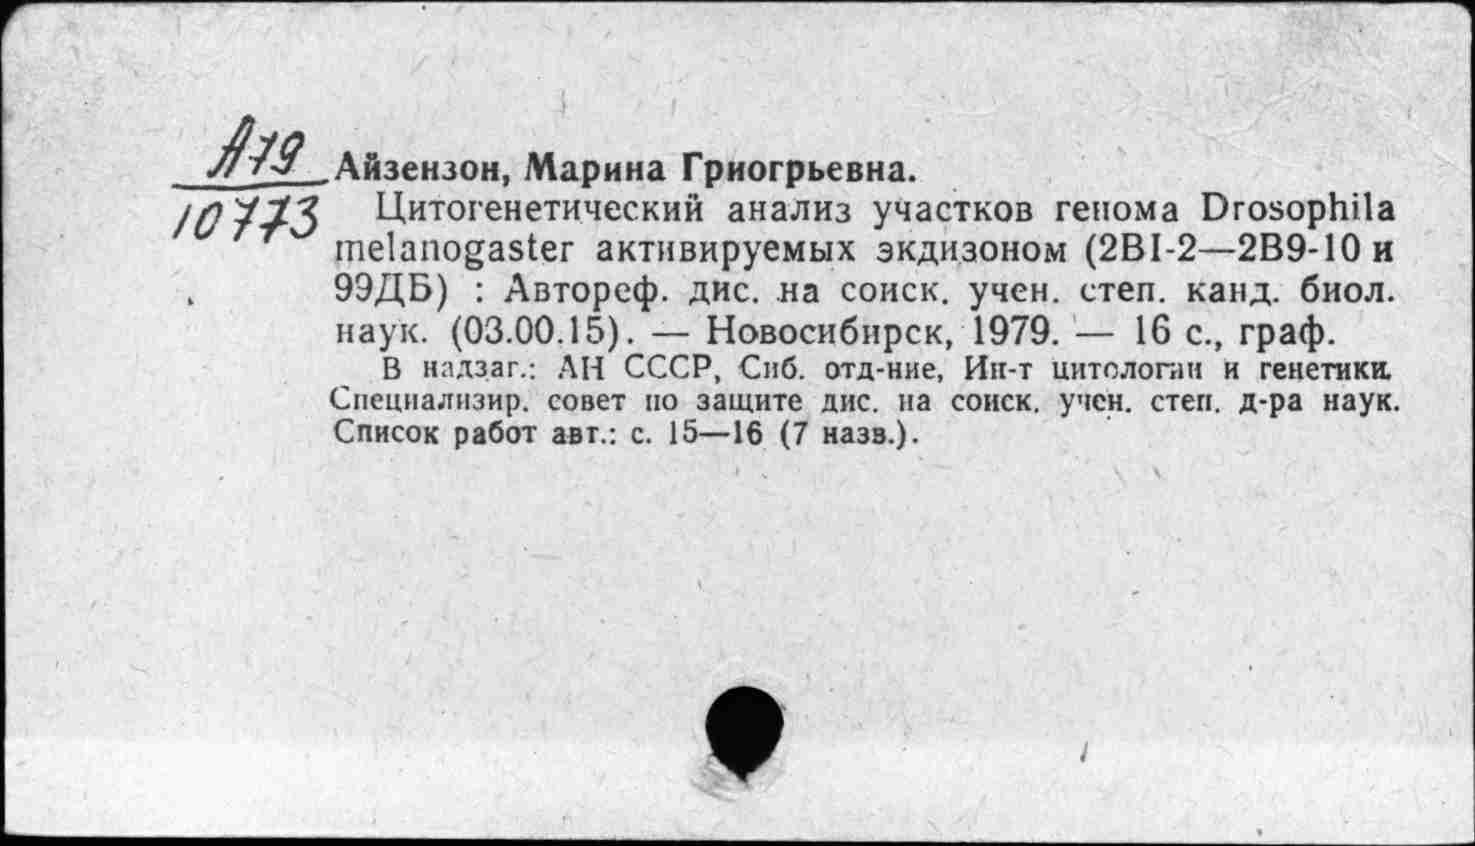 А79 Айзензон, Марина Гриогрьевна.
10773 Цитогенетический анализ участков генома Drosophila
melanogaster активируемых экдизоном (2BI-2—2B9-10 и
99ДБ) : Автореф. дис. на соиск. учен. степ. канд. биол.
наук. (03.00.15). — Новосибирск, 1979. — 16 с., граф.
В надзаг.: АН СССР, Сиб. отд-ние, Ин-т цитологии и генетики.
Специализир. совет по защите дис. на соиск. учен. степ. д-ра наук.
Список работ авт.: с. 15—16 (7 назв.).